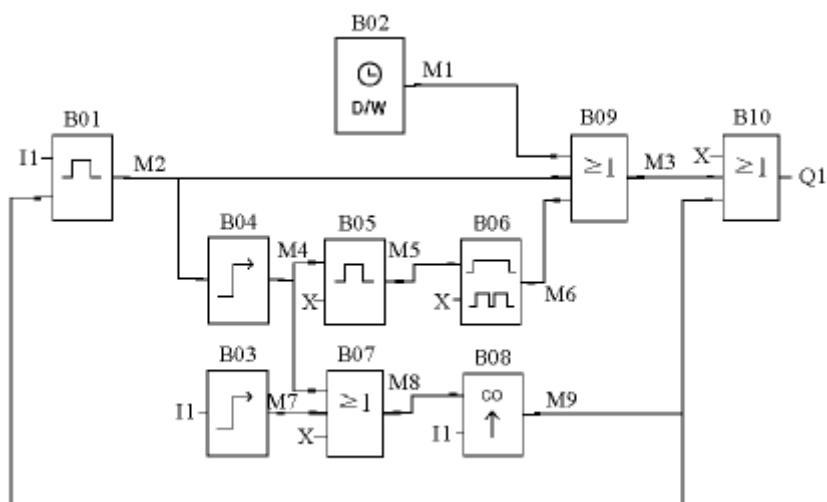 B02
M1
D/W
B01
I1
M2
B09
≥1
M3
B10
X
≥1
Q1
B04
M4
B05
X
M5
B06
X
M6
B03
I1
M7
B07
≥1
X
M8
B08
CO
I1
M9